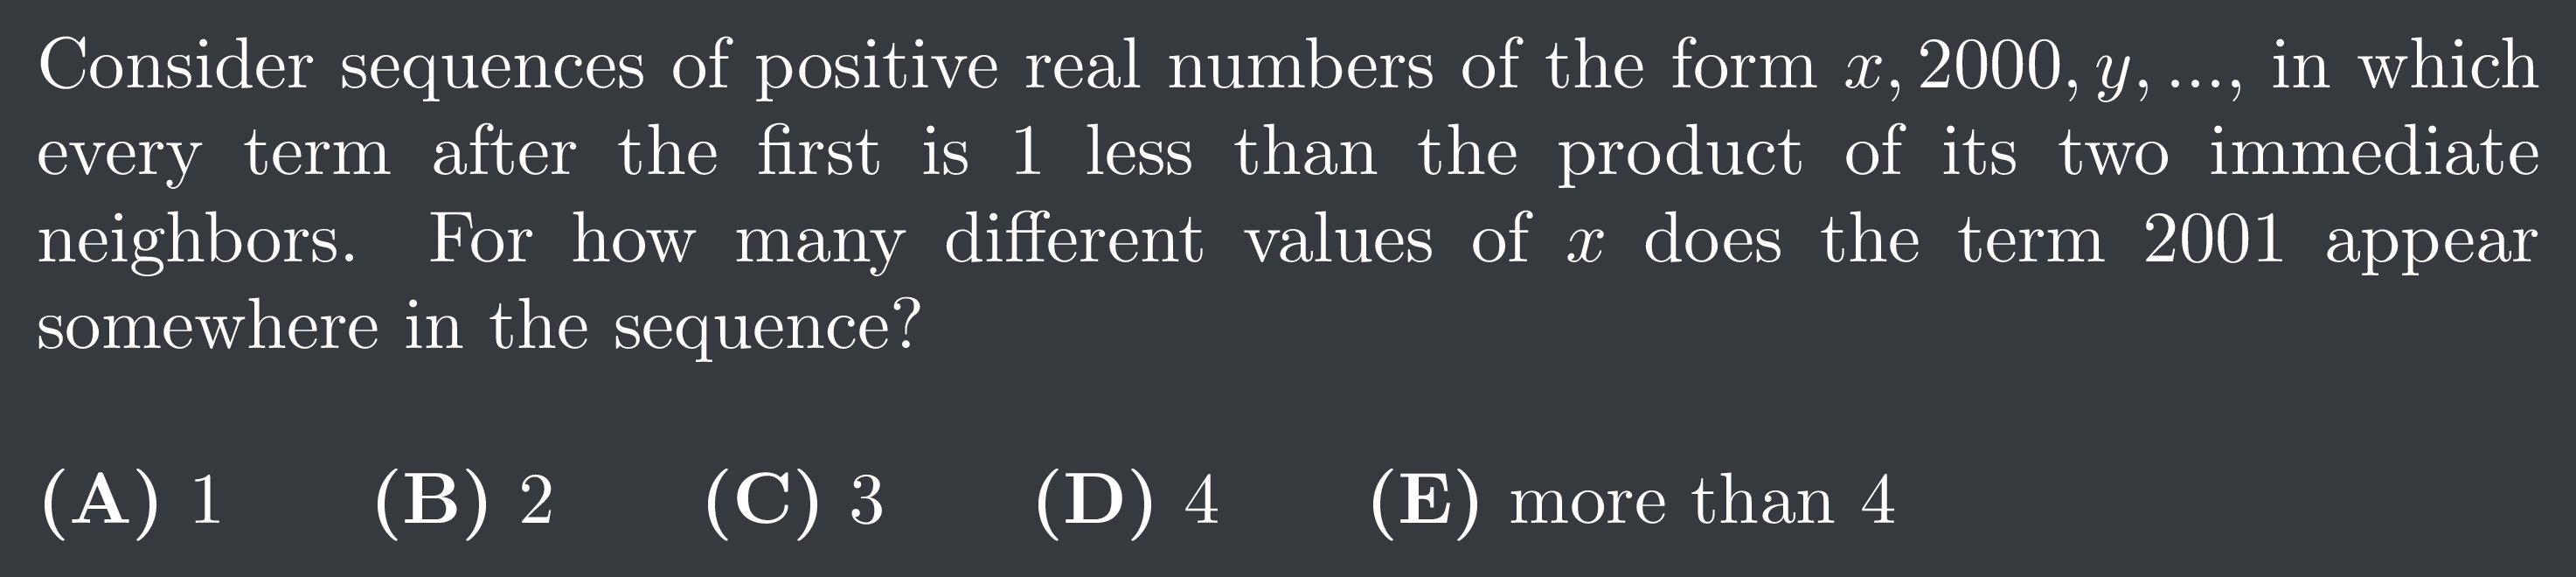 Consider sequences of positive real numbers of the form x, 2000, y, ..., in which
every term after the first is 1 less than the product of its two immediate
neighbors. For how many different values of x does the term 2001 appear
somewhere in the sequence?
(A) 1 (B) 2 (C) 3 (D) 4 (E) more than 4